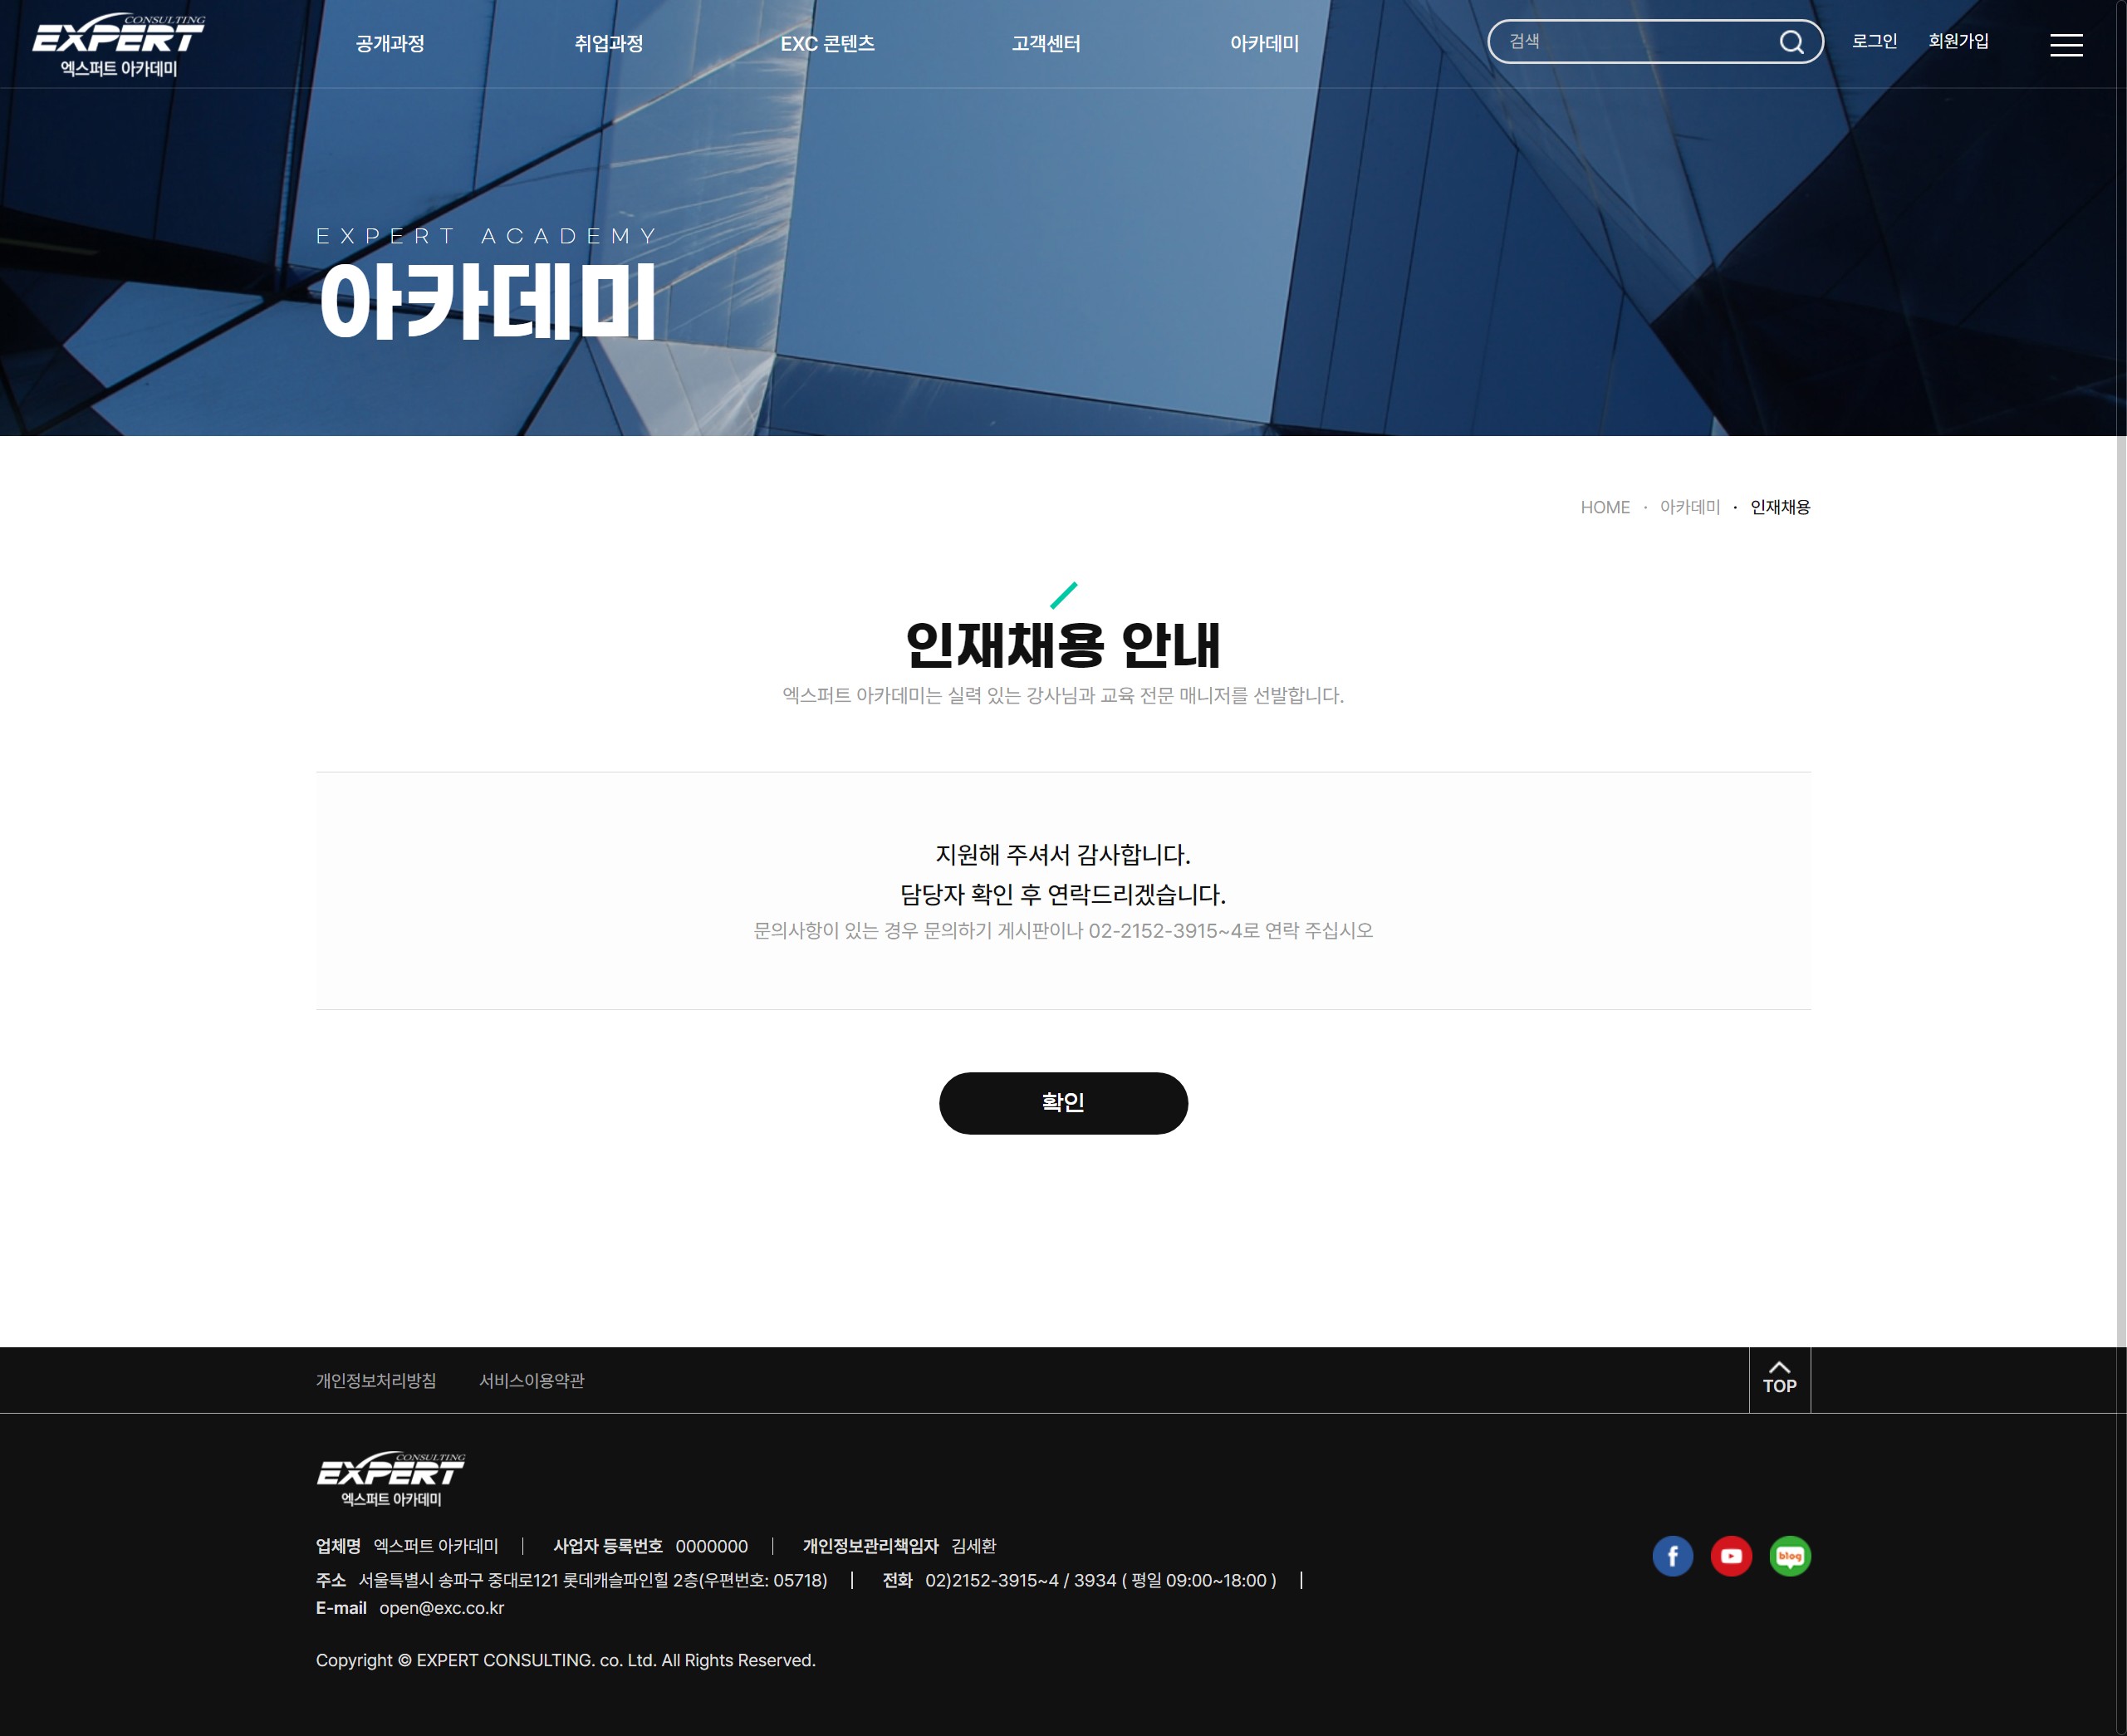 CONSULTING
EXPERT
엑스퍼트 아카데미
공개과정 취업과정 EXC 콘텐츠 고객센터 아카데미 검색 로그인 회원가입
EXPERT ACADEMY
아카데미
HOME · 아카데미 · 인재채용
인재채용 안내
엑스퍼트 아카데미는 실력 있는 강사님과 교육 전문 매니저를 선발합니다.
지원해 주셔서 감사합니다.
담당자 확인 후 연락드리겠습니다.
문의사항이 있는 경우 문의하기 게시판이나 02-2152-3915~4로 연락 주십시오
확인
개인정보처리방침 서비스이용약관 TOP
CONSULTING
EXPERT
엑스퍼트 아카데미
업체명 엑스퍼트 아카데미 | 사업자 등록번호 0000000 | 개인정보관리책임자 김세환
주소 서울특별시 송파구 중대로121 롯데캐슬파인힐 2층(우편번호: 05718) | 전화 02)2152-3915~4 / 3934 ( 평일 09:00~18:00 ) |
E-mail open@exc.co.kr
f blog
Copyright © EXPERT CONSULTING. co. Ltd. All Rights Reserved.